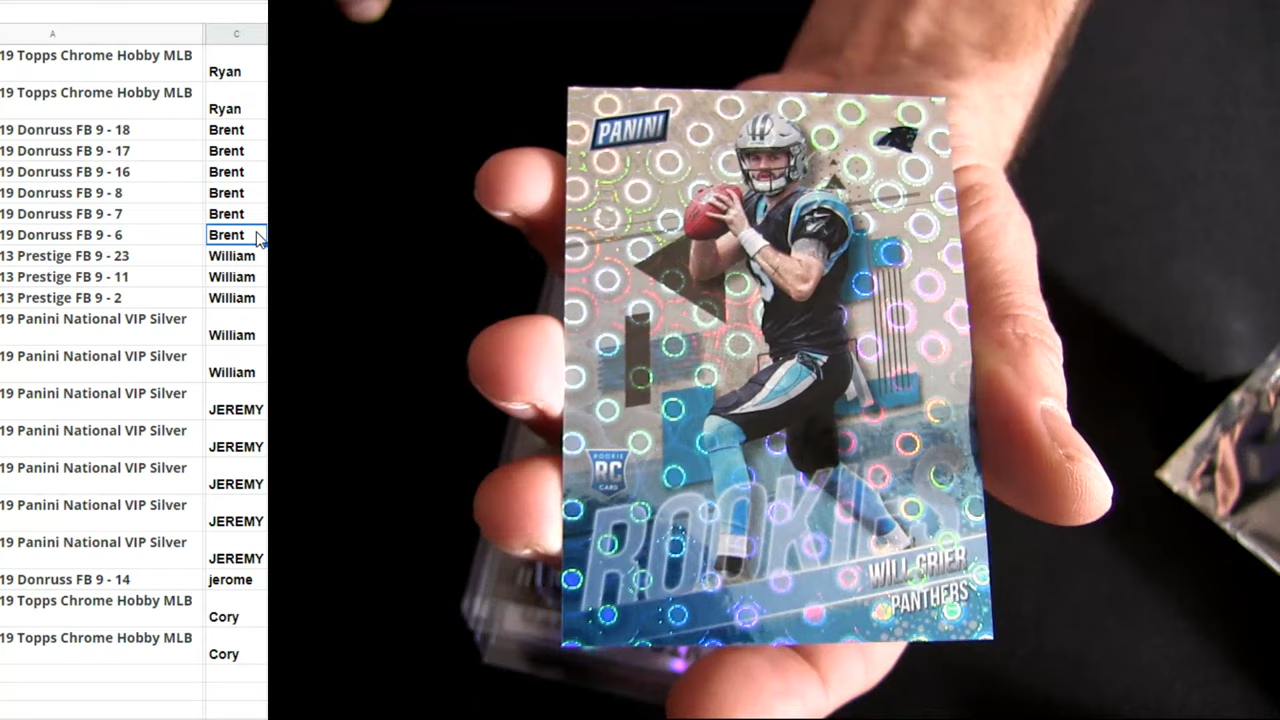 A C
19 Topps Chrome Hobby MLB Ryan
19 Topps Chrome Hobby MLB Ryan
19 Donruss FB 9 - 18 Brent
19 Donruss FB 9 - 17 Brent
19 Donruss FB 9 - 16 Brent
19 Donruss FB 9 - 8 Brent
19 Donruss FB 9 - 7 Brent
19 Donruss FB 9 - 6 Brent
13 Prestige FB 9 - 23 William
13 Prestige FB 9 - 11 William
13 Prestige FB 9 - 2 William
19 Panini National VIP Silver William
19 Panini National VIP Silver William
19 Panini National VIP Silver JEREMY
19 Panini National VIP Silver JEREMY
19 Panini National VIP Silver JEREMY
19 Panini National VIP Silver JEREMY
19 Panini National VIP Silver JEREMY
19 Donruss FB 9 - 14 jerome
19 Topps Chrome Hobby MLB Cory
19 Topps Chrome Hobby MLB Cory
PANINI
ROOKIE
RC
CARD
ROOKIES
WILL GRIER
PANTHERS